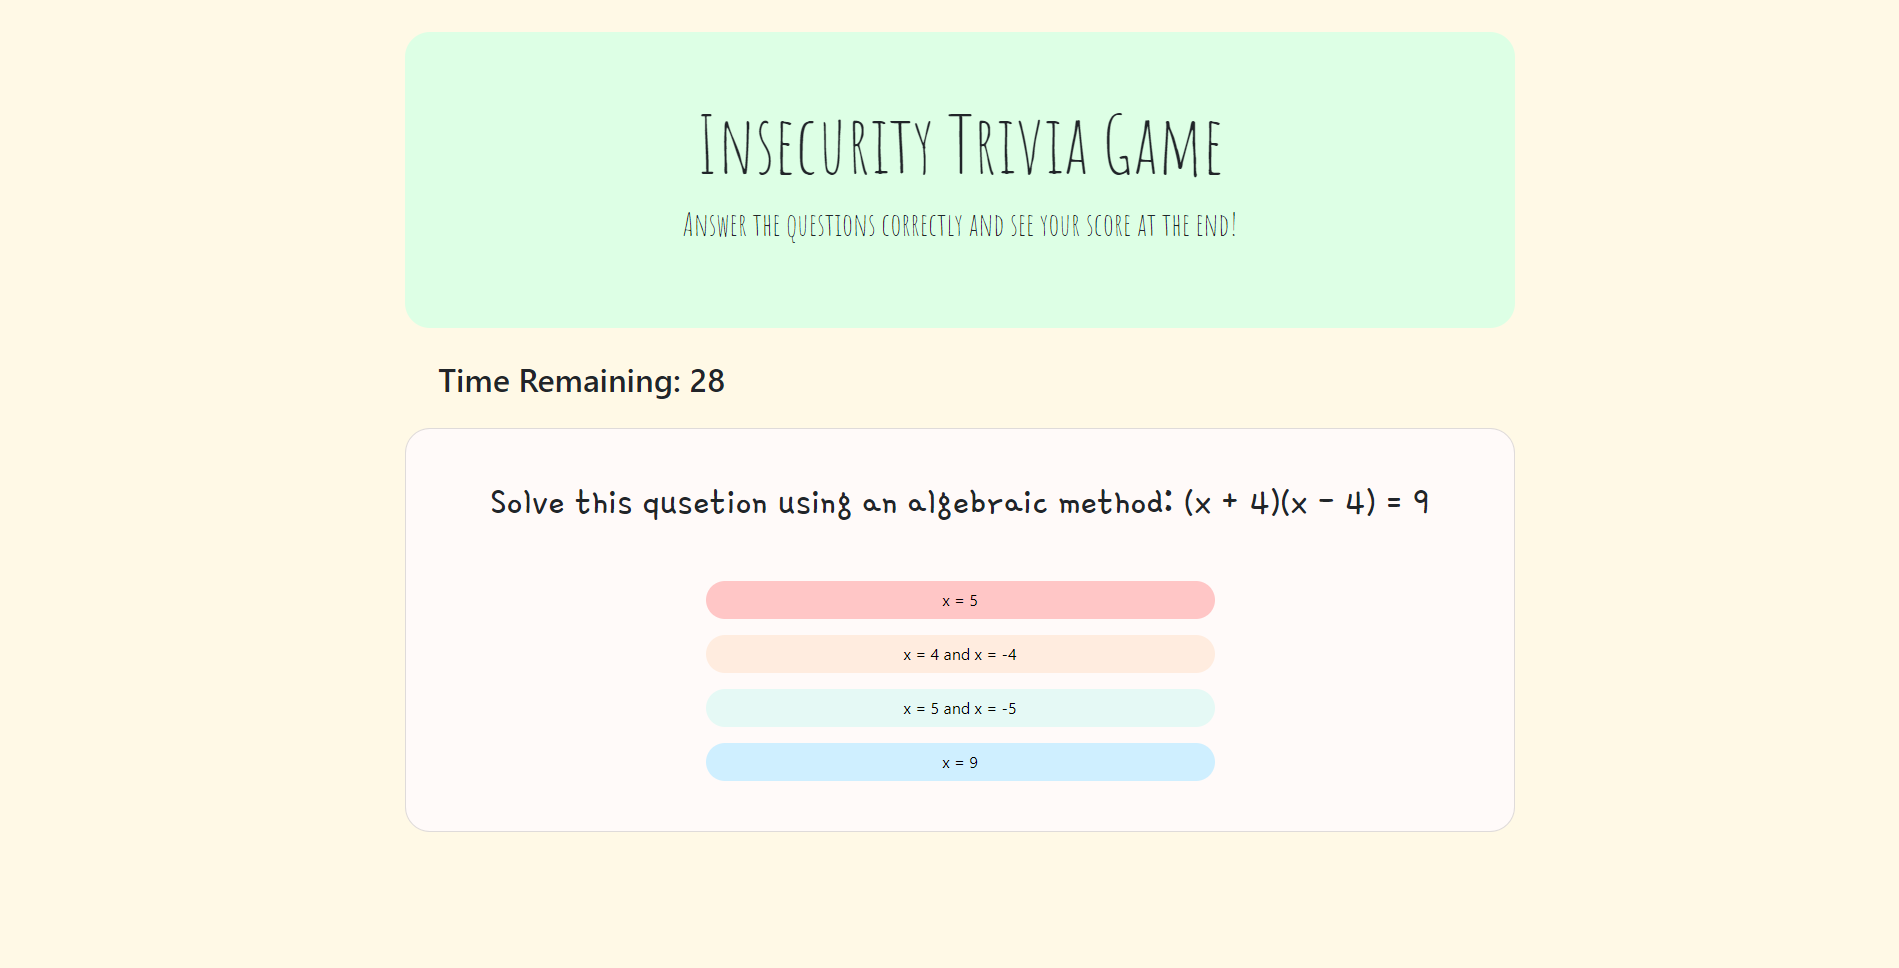 Insecurity Trivia Game
Answer the questions correctly and see your score at the end!
Time Remaining: 28
Solve this qusetion using an algebraic method: (x + 4)(x - 4) = 9
x = 5
x = 4 and x = -4
x = 5 and x = -5
x = 9